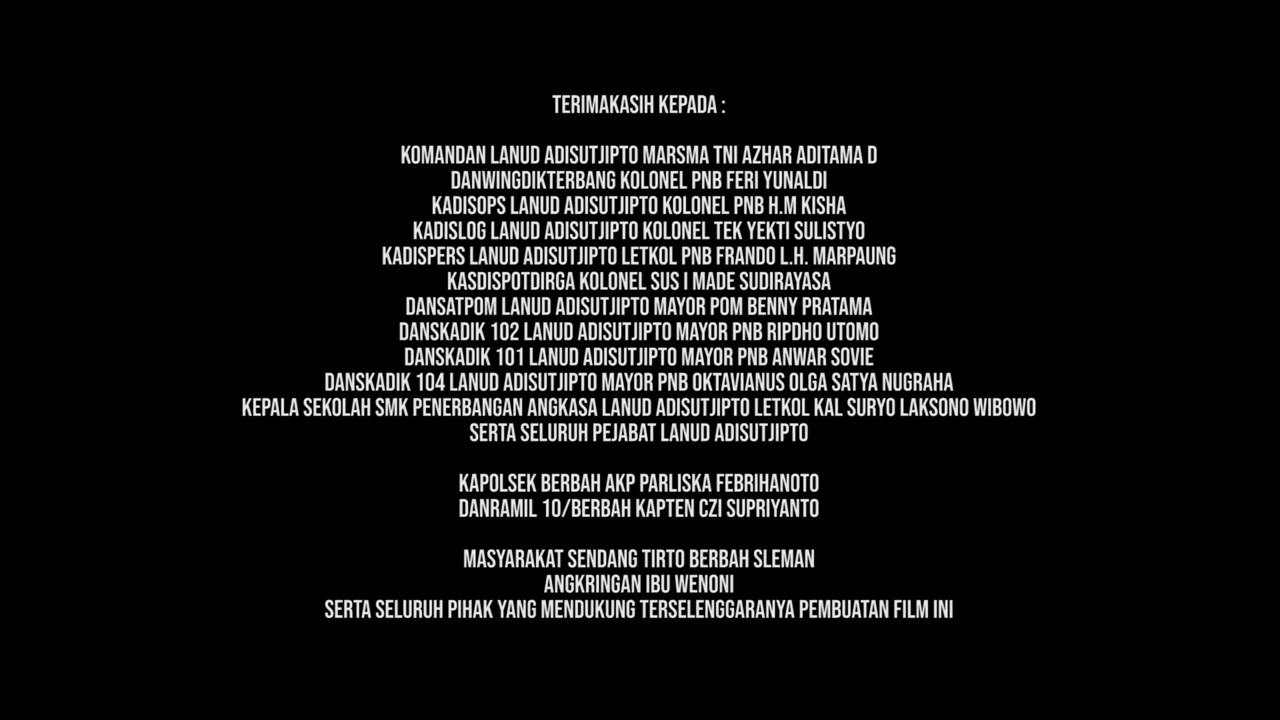 TERIMAKASIH KEPADA :
KOMANDAN LANUD ADISUTJIPTO MARSMA TNI AZHAR ADITAMA D
DANWINGDIKTERBANG KOLONEL PNB FERI YUNALDI
KADISOPS LANUD ADISUTJIPTO KOLONEL PNB H.M KISHA
KADISLOG LANUD ADISUTJIPTO KOLONEL TEK YEKTI SULISTYO
KADISPERS LANUD ADISUTJIPTO LETKOL PNB FRANDO L.H. MARPAUNG
KASDISPOTDIRGA KOLONEL SUS I MADE SUDIRAYASA
DANSATPOM LANUD ADISUTJIPTO MAYOR POM BENNY PRATAMA
DANSKADIK 102 LANUD ADISUTJIPTO MAYOR PNB RIPDHO UTOMO
DANSKADIK 101 LANUD ADISUTJIPTO MAYOR PNB ANWAR SOVIE
DANSKADIK 104 LANUD ADISUTJIPTO MAYOR PNB OKTAVIANUS OLGA SATYA NUGRAHA
KEPALA SEKOLAH SMK PENERBANGAN ANGKASA LANUD ADISUTJIPTO LETKOL KAL SURYO LAKSONO WIBOWO
SERTA SELURUH PEJABAT LANUD ADISUTJIPTO
KAPOLSEK BERBAH AKP PARLISKA FEBRIHANOTO
DANRAMIL 10/BERBAH KAPTEN CZI SUPRIYANTO
MASYARAKAT SENDANG TIRTO BERBAH SLEMAN
ANGKRINGAN IBU WENONI
SERTA SELURUH PIHAK YANG MENDUKUNG TERSELENGGARANYA PEMBUATAN FILM INI